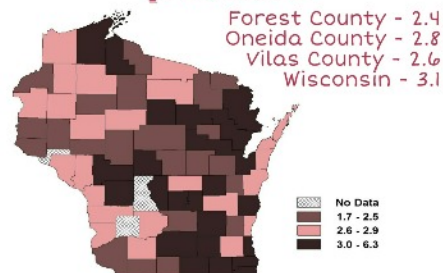 Forest County - 2.4
Oneida County - 2.8
Vilas County - 2.6
Wisconsin - 3.1
No Data
1.7 - 2.5
2.6 - 2.9
3.0 - 6.3